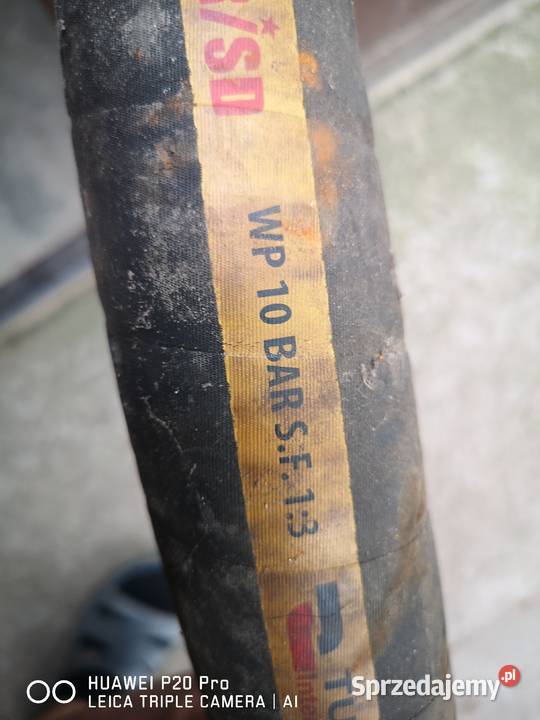 /SD
WP 10 BAR S.F. 1:3
HUAWEI P20 Pro
LEICA TRIPLE CAMERA | AI
Sprzedajemy.pl